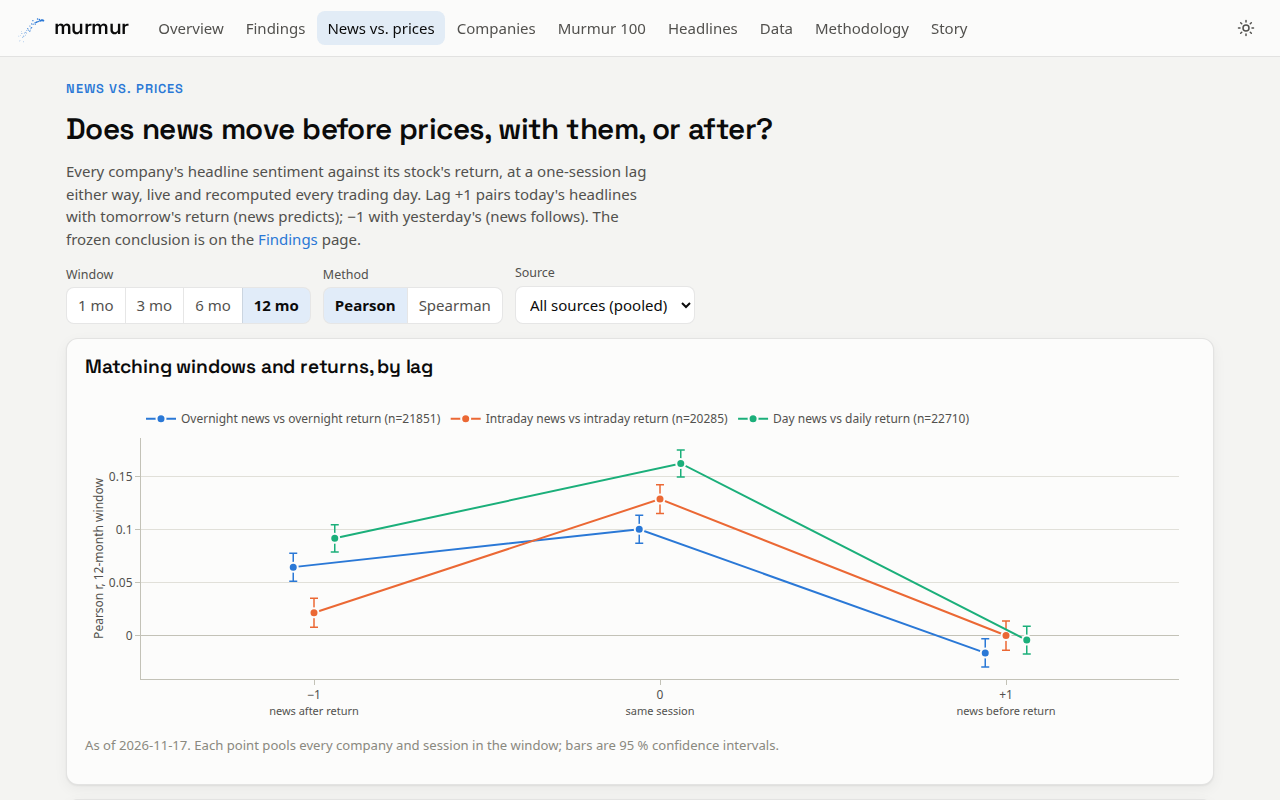 murmur
Overview Findings News vs. prices Companies Murmur 100 Headlines Data Methodology Story
NEWS VS. PRICES
Does news move before prices, with them, or after?
Every company's headline sentiment against its stock's return, at a one-session lag
either way, live and recomputed every trading day. Lag +1 pairs today's headlines
with tomorrow's return (news predicts); −1 with yesterday's (news follows). The
frozen conclusion is on the Findings page.
Window Method Source
1 mo 3 mo 6 mo 12 mo Pearson Spearman All sources (pooled)
Matching windows and returns, by lag
Overnight news vs overnight return (n=21851) Intraday news vs intraday return (n=20285) Day news vs daily return (n=22710)
Pearson r, 12-month window
0.15
0.1
0.05
0
−1 0 +1
news after return same session news before return
As of 2026-11-17. Each point pools every company and session in the window; bars are 95 % confidence intervals.